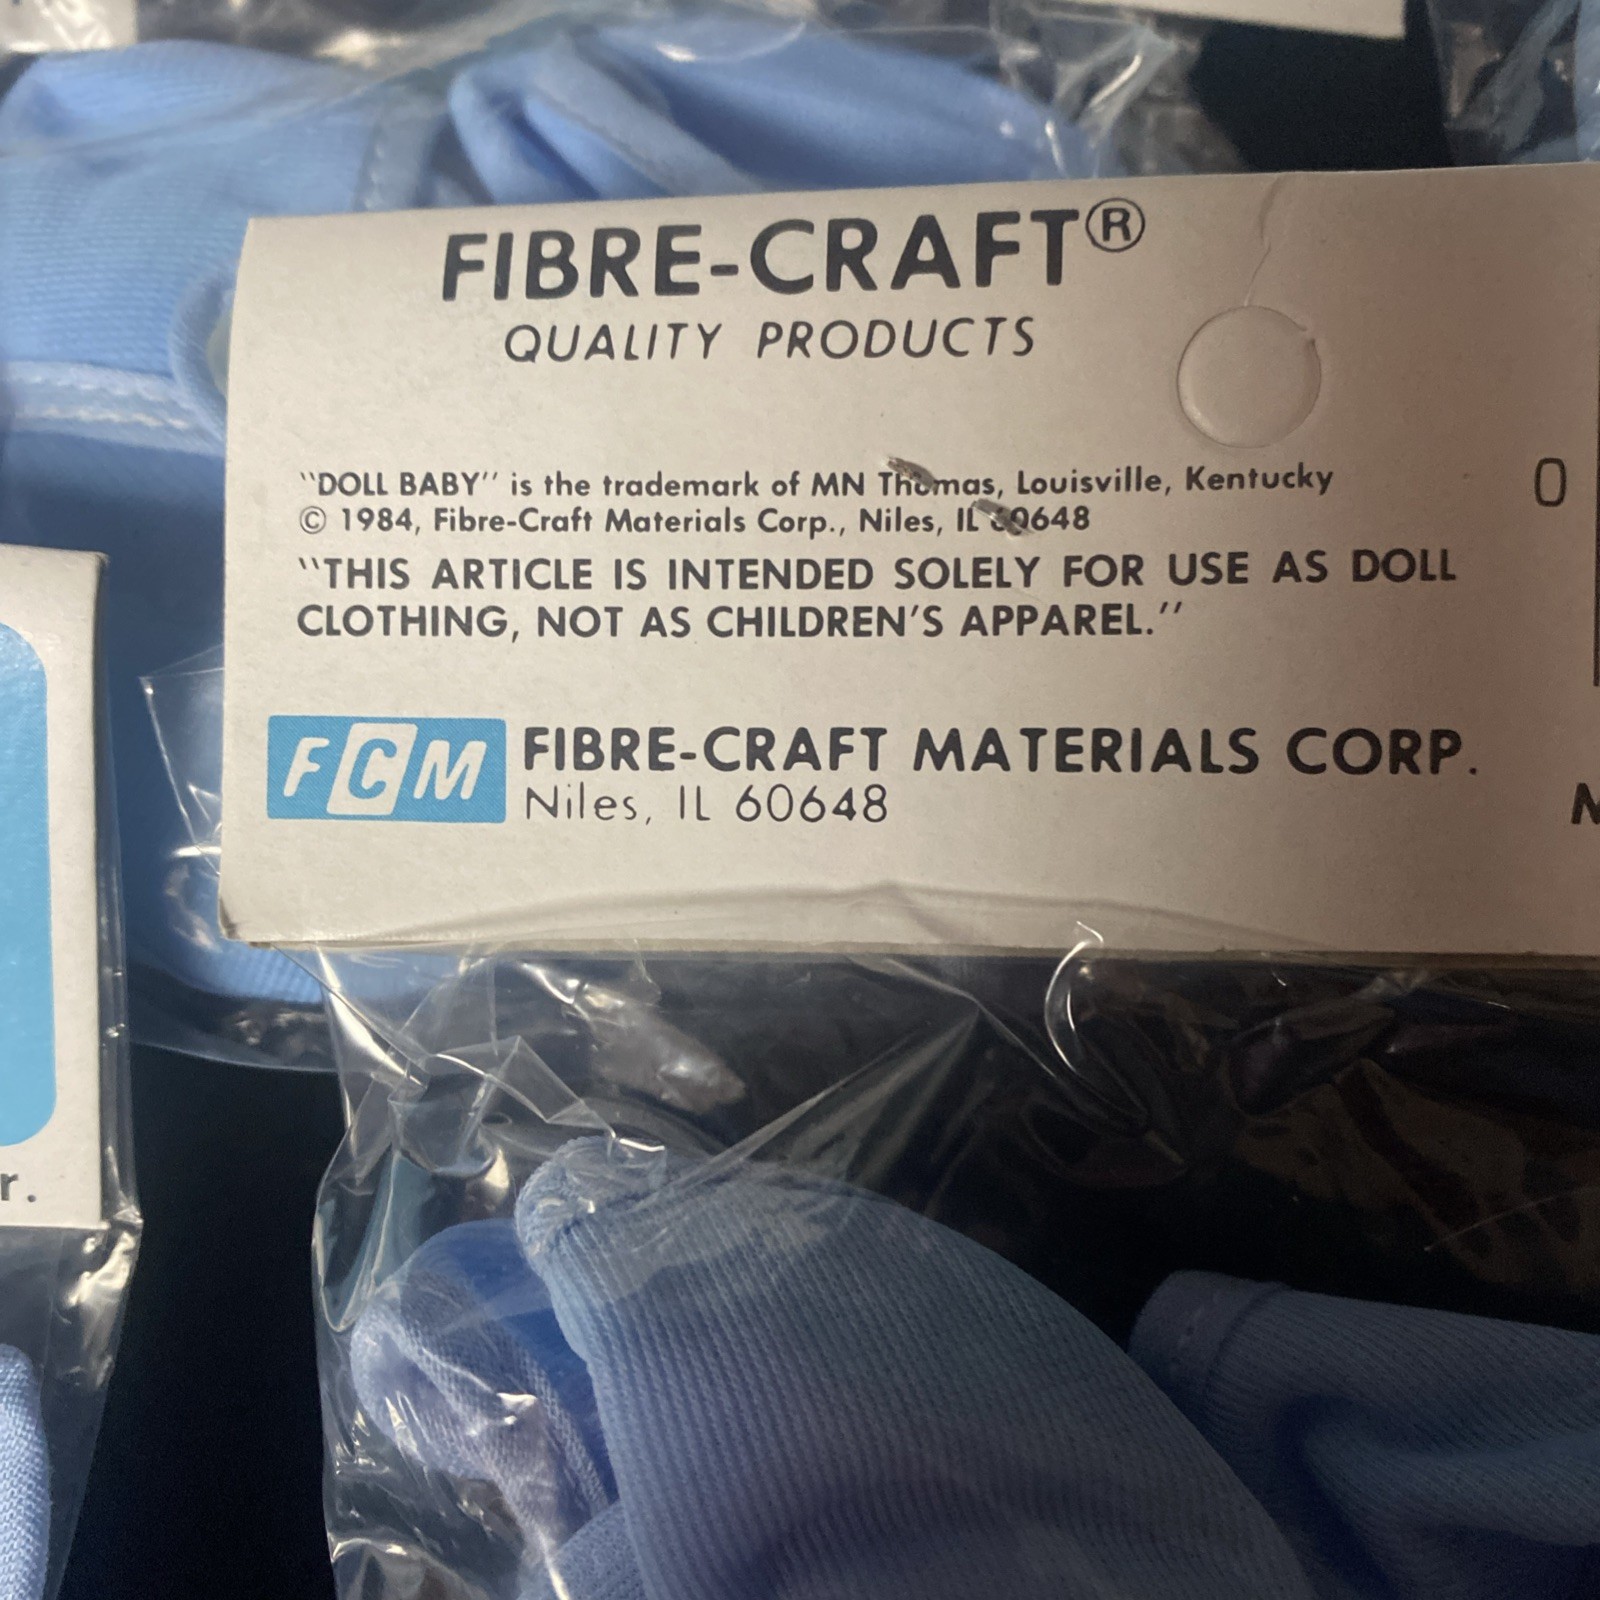 FIBRE-CRAFT®
QUALITY PRODUCTS
"DOLL BABY" is the trademark of MN Thomas, Louisville, Kentucky
© 1984, Fibre-Craft Materials Corp., Niles, IL 60648
"THIS ARTICLE IS INTENDED SOLELY FOR USE AS DOLL
CLOTHING, NOT AS CHILDREN'S APPAREL."
0
FCM FIBRE-CRAFT MATERIALS CORP.
Niles, IL 60648
r.